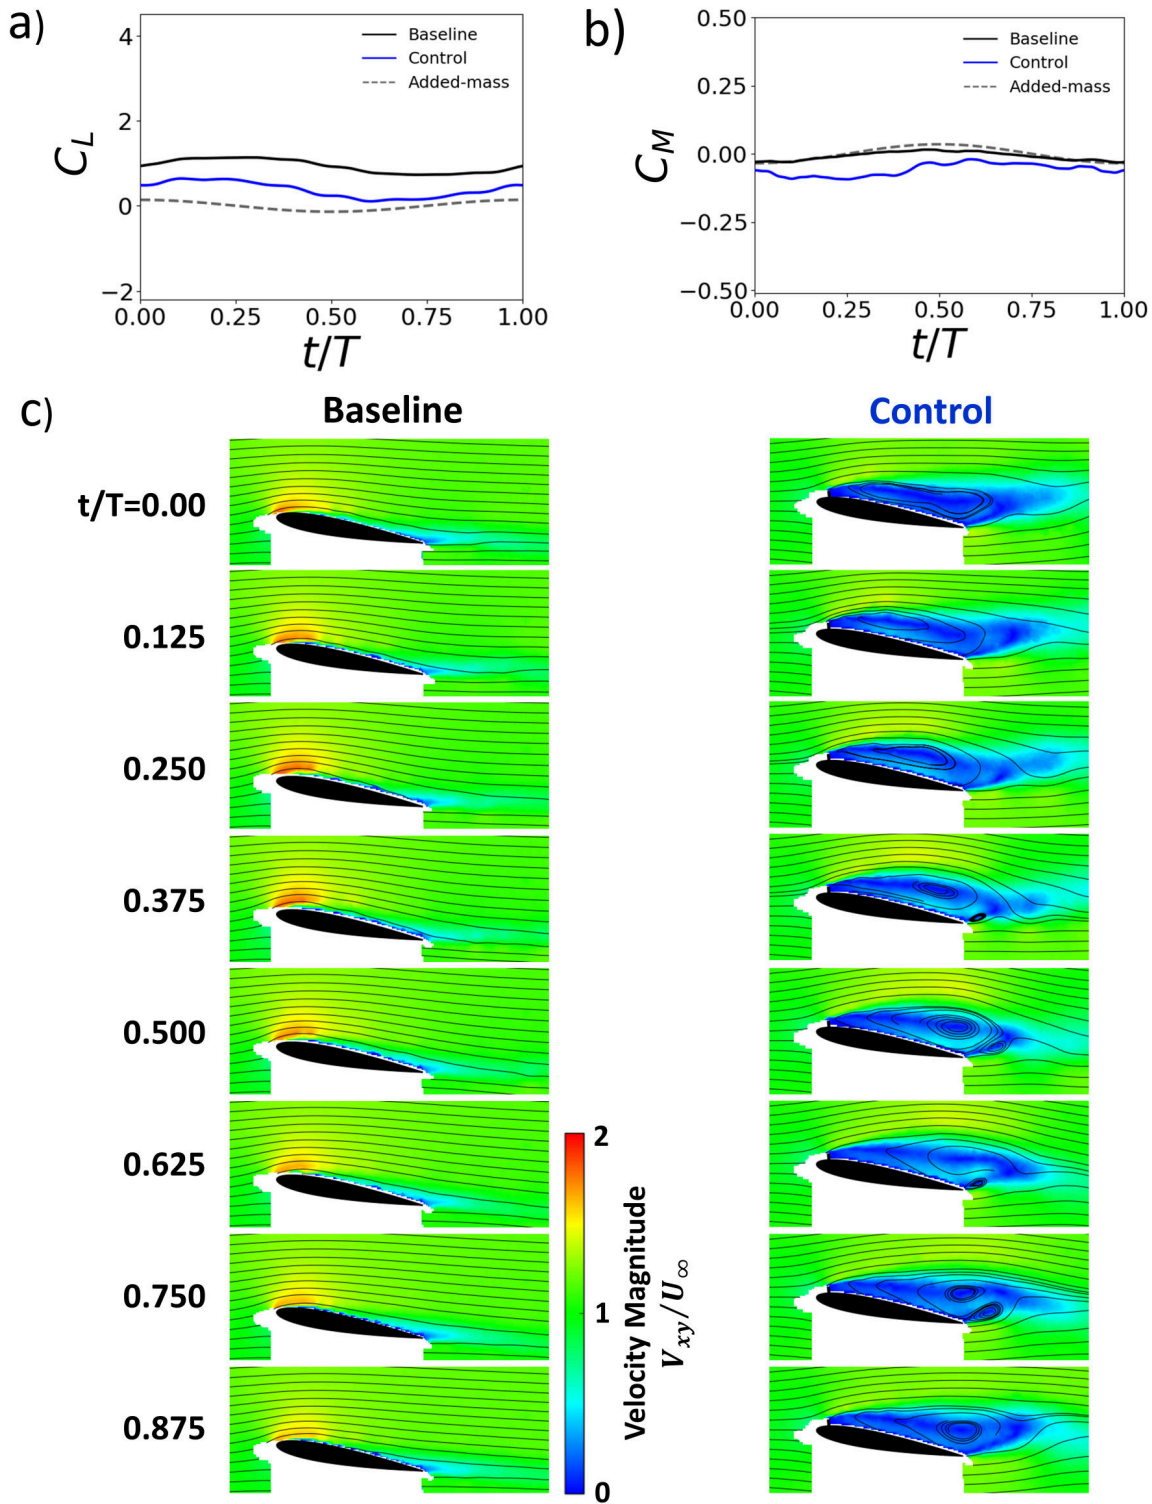 a)
b)
4
2
0
−2
C_L
Baseline
Control
Added-mass
0.00 0.25 0.50 0.75 1.00
t/T
0.50
0.25
0.00
−0.25
−0.50
C_M
Baseline
Control
Added-mass
0.00 0.25 0.50 0.75 1.00
t/T
c)
Baseline
Control
t/T=0.00
0.125
0.250
0.375
0.500
0.625
0.750
0.875
2
1
0
Velocity Magnitude
V_xy/U_∞